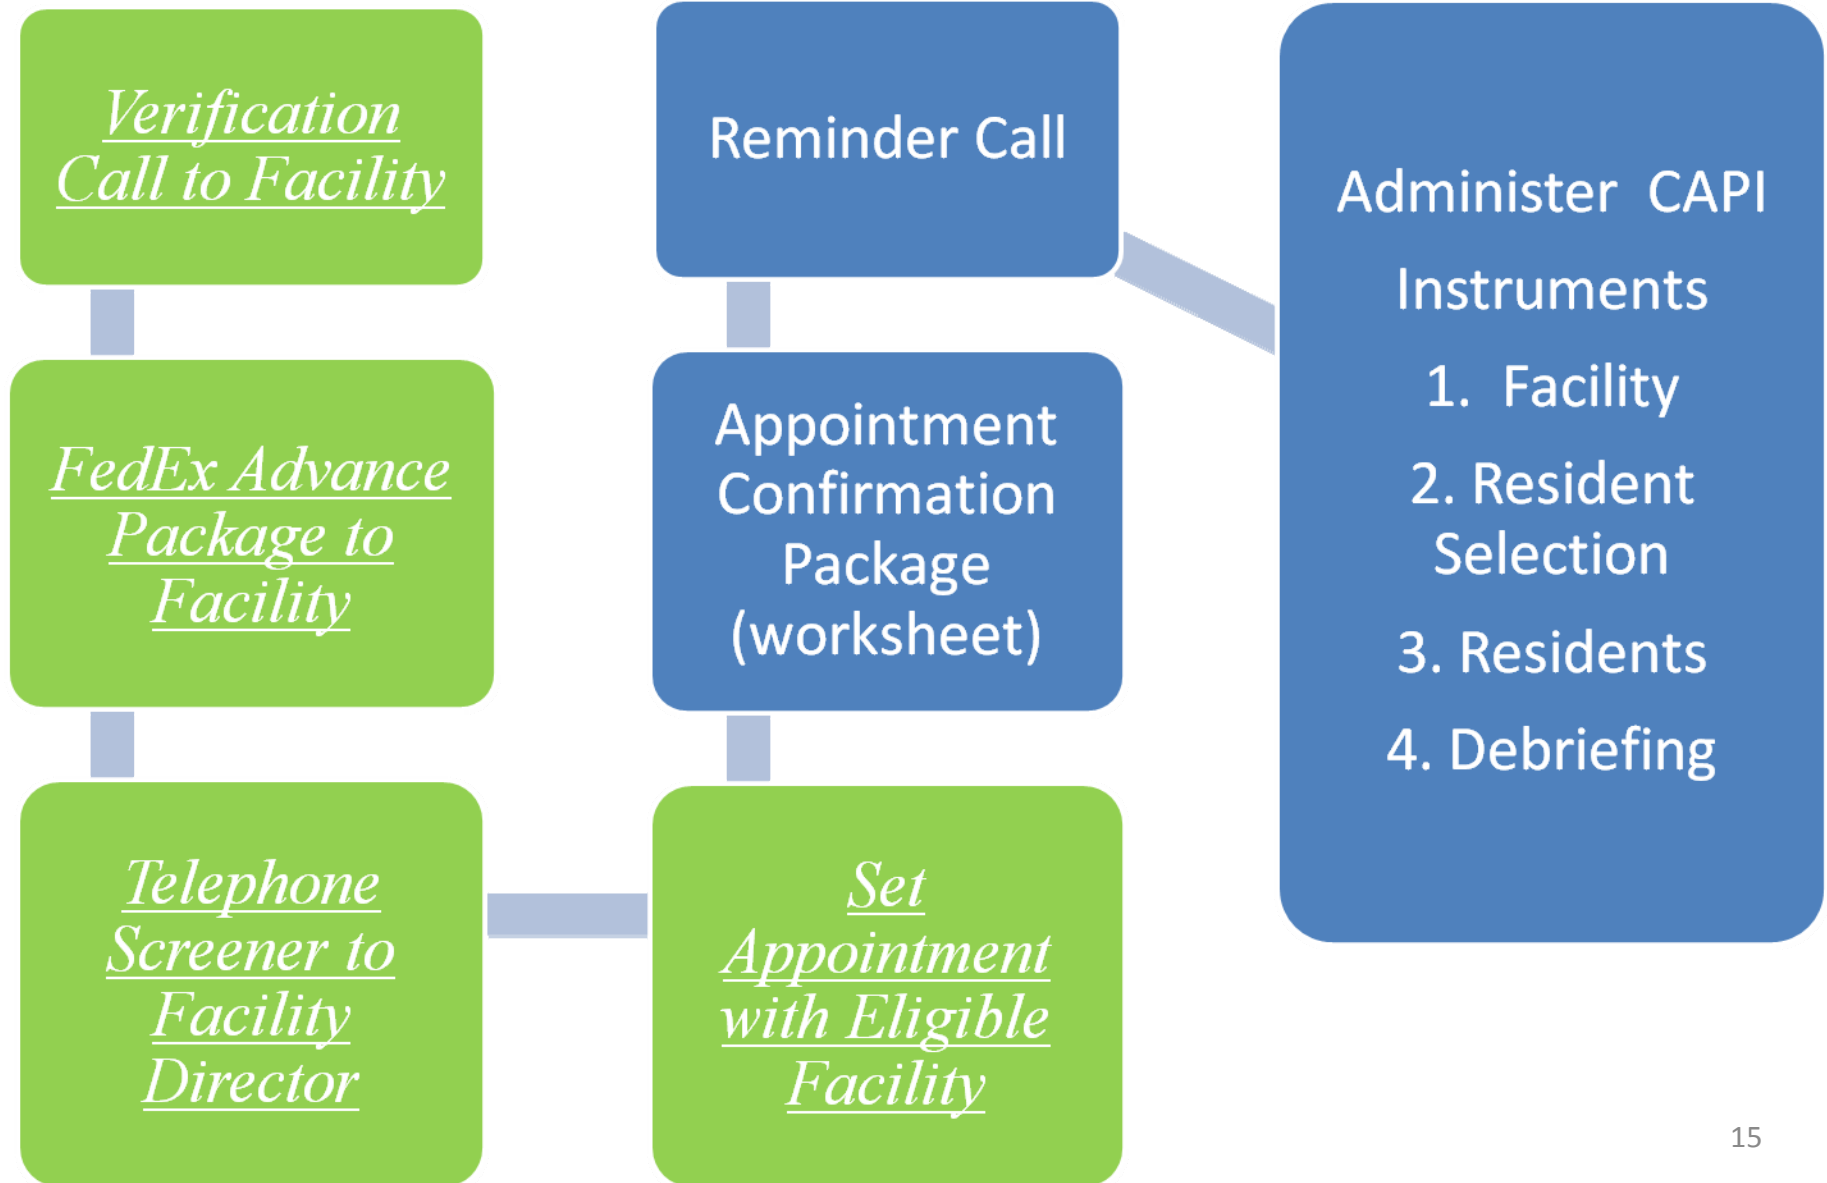 Verification
Call to Facility
FedEx Advance
Package to
Facility
Telephone
Screener to
Facility
Director
Set
Appointment
with Eligible
Facility
Appointment
Confirmation
Package
(worksheet)
Reminder Call
Administer  CAPI
Instruments
1.  Facility
2. Resident
Selection
3. Residents
4. Debriefing
15